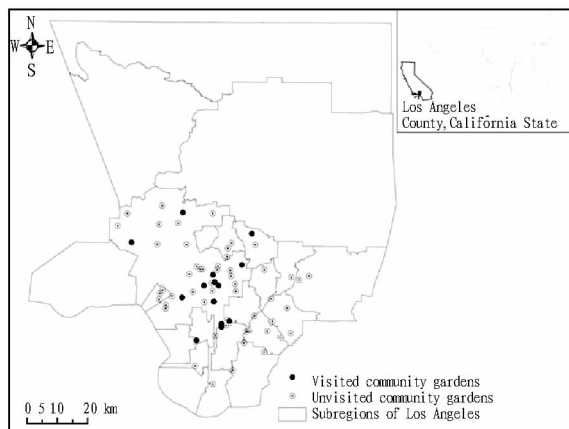 N
W E
S
Los Angeles
County, California State
Visited community gardens
Unvisited community gardens
Subregions of Los Angeles
0 5 10 20 km